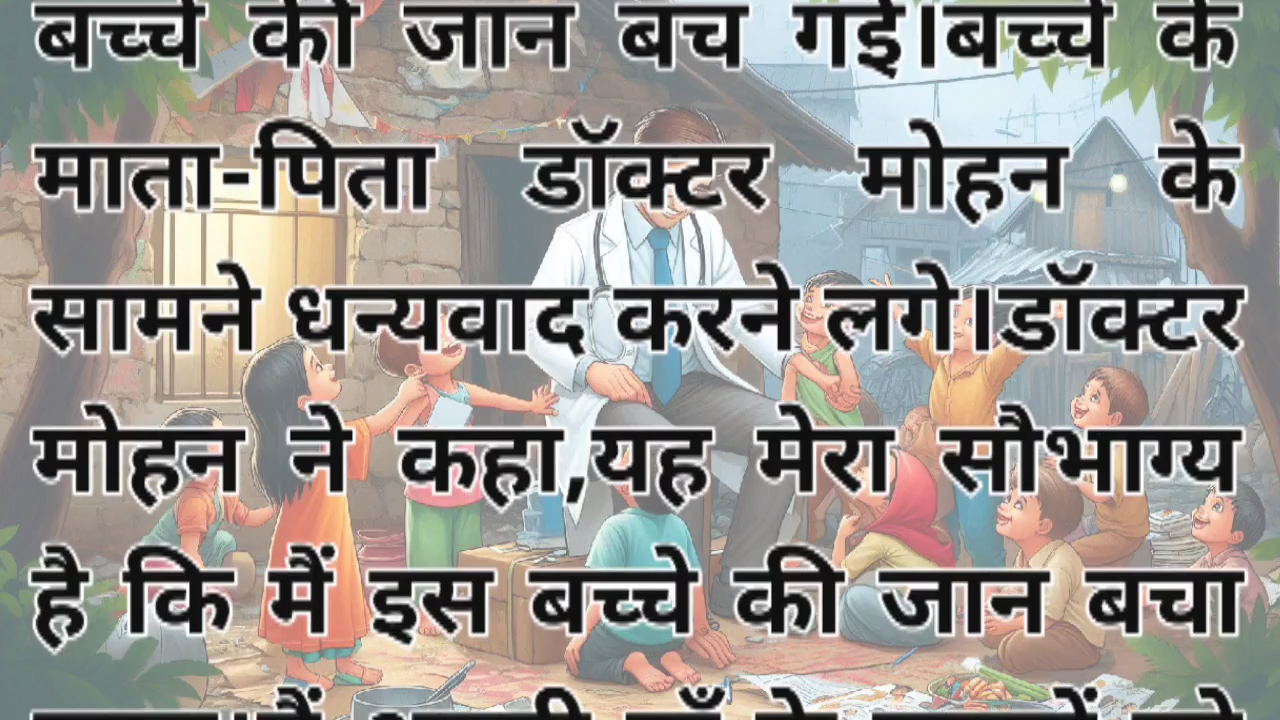 बच्चे की जान बच गई।बच्चे के
माता-पिता डॉक्टर मोहन के
सामने धन्यवाद करने लगे।डॉक्टर
मोहन ने कहा,यह मेरा सौभाग्य
है कि मैं इस बच्चे की जान बचा